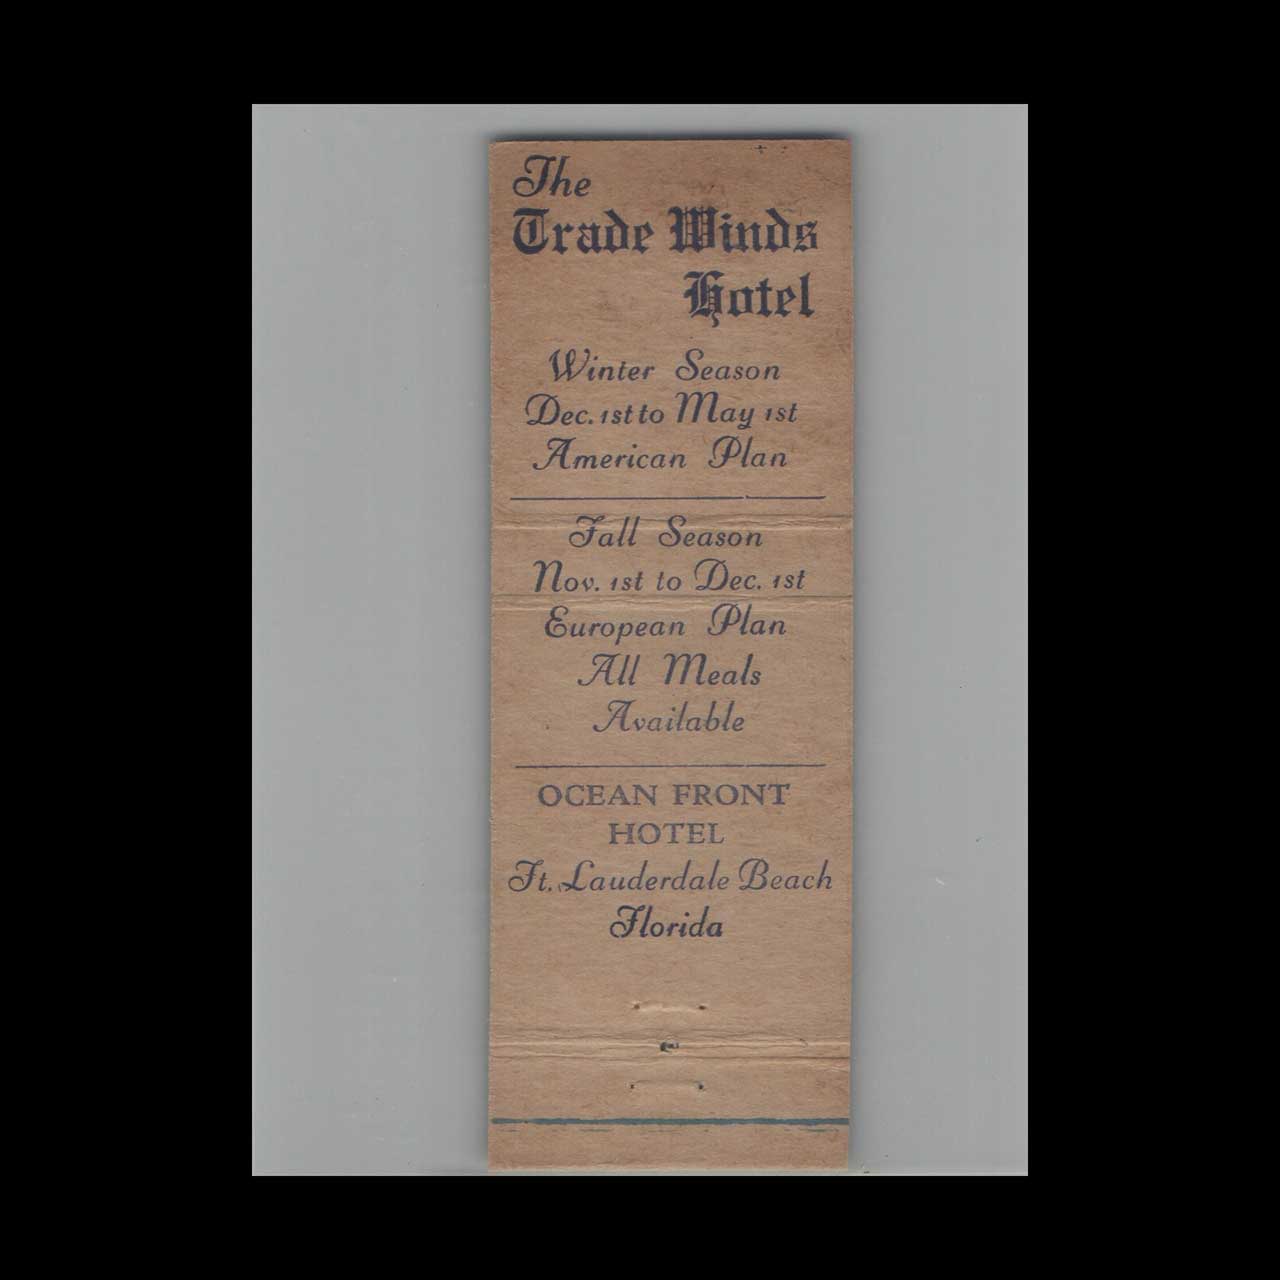 The
Trade Winds
Hotel
Winter Season
Dec. 1st to May 1st
American Plan
Fall Season
Nov. 1st to Dec. 1st
European Plan
All Meals
Available
OCEAN FRONT
HOTEL
Ft. Lauderdale Beach
Florida